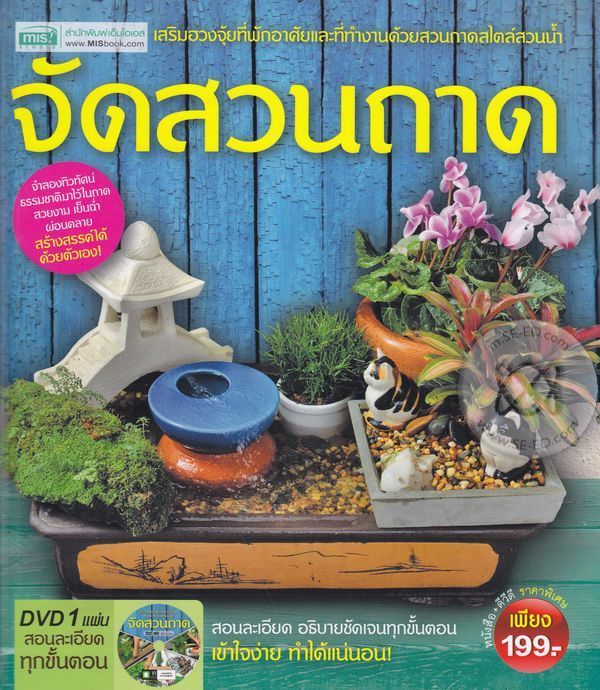 mis
STUDIO
สำนักพิมพ์เอ็มไอเอส
www.MISbook.com
เสริมฮวงจุ้ยที่พักอาศัยและที่ทำงานด้วยสวนถาดสไตล์สวนน้ำ
จัดสวนถาด
จำลองทิวทัศน์
ธรรมชาติมาไว้ในถาด
สวยงาม เย็นฉ่ำ
ผ่อนคลาย
สร้างสรรค์ได้
ด้วยตัวเอง!
www.SE-ED.com
DVD 1 แผ่น
สอนละเอียด
ทุกขั้นตอน
จัดสวนถาด
สอนละเอียด อธิบายชัดเจนทุกขั้นตอน
เข้าใจง่าย ทำได้แน่นอน!
หนังสือ + ดีวีดี ราคาพิเศษ
เพียง
199.-